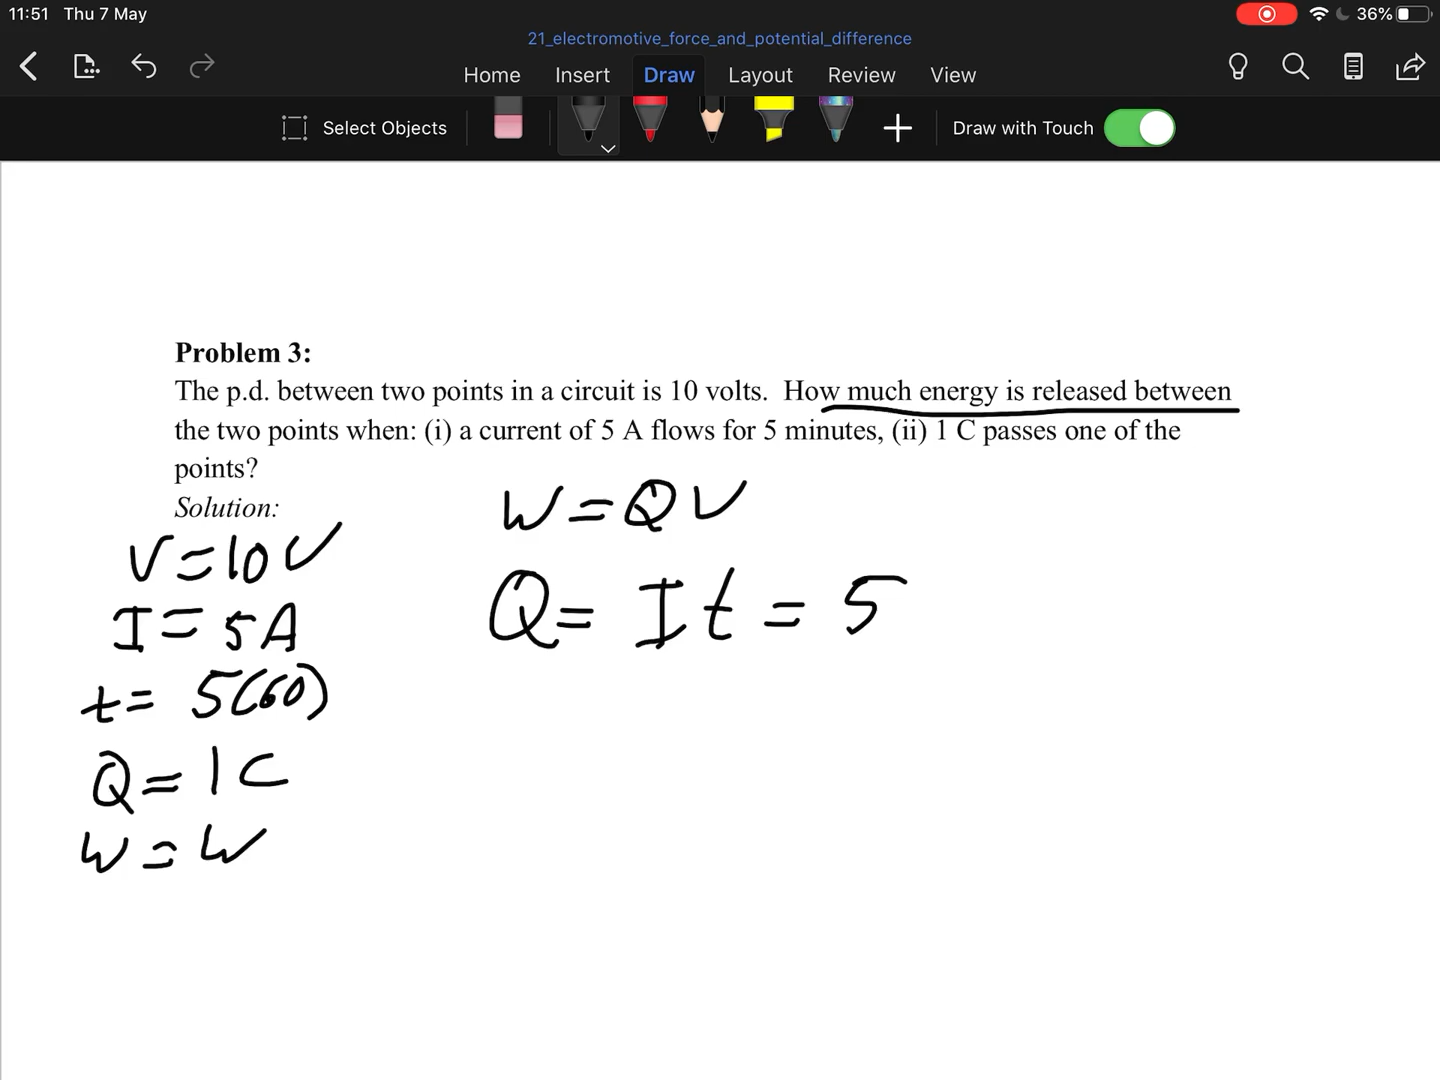 11:51 Thu 7 May 36%
21_electromotive_force_and_potential_difference
Home Insert Draw Layout Review View
Select Objects Draw with Touch
Problem 3:
The p.d. between two points in a circuit is 10 volts. How much energy is released between
the two points when: (i) a current of 5 A flows for 5 minutes, (ii) 1 C passes one of the
points?
Solution:
V = 10 V
I = 5 A
t = 5(60)
Q = 1 C
W = W
W = QV
Q = It = 5